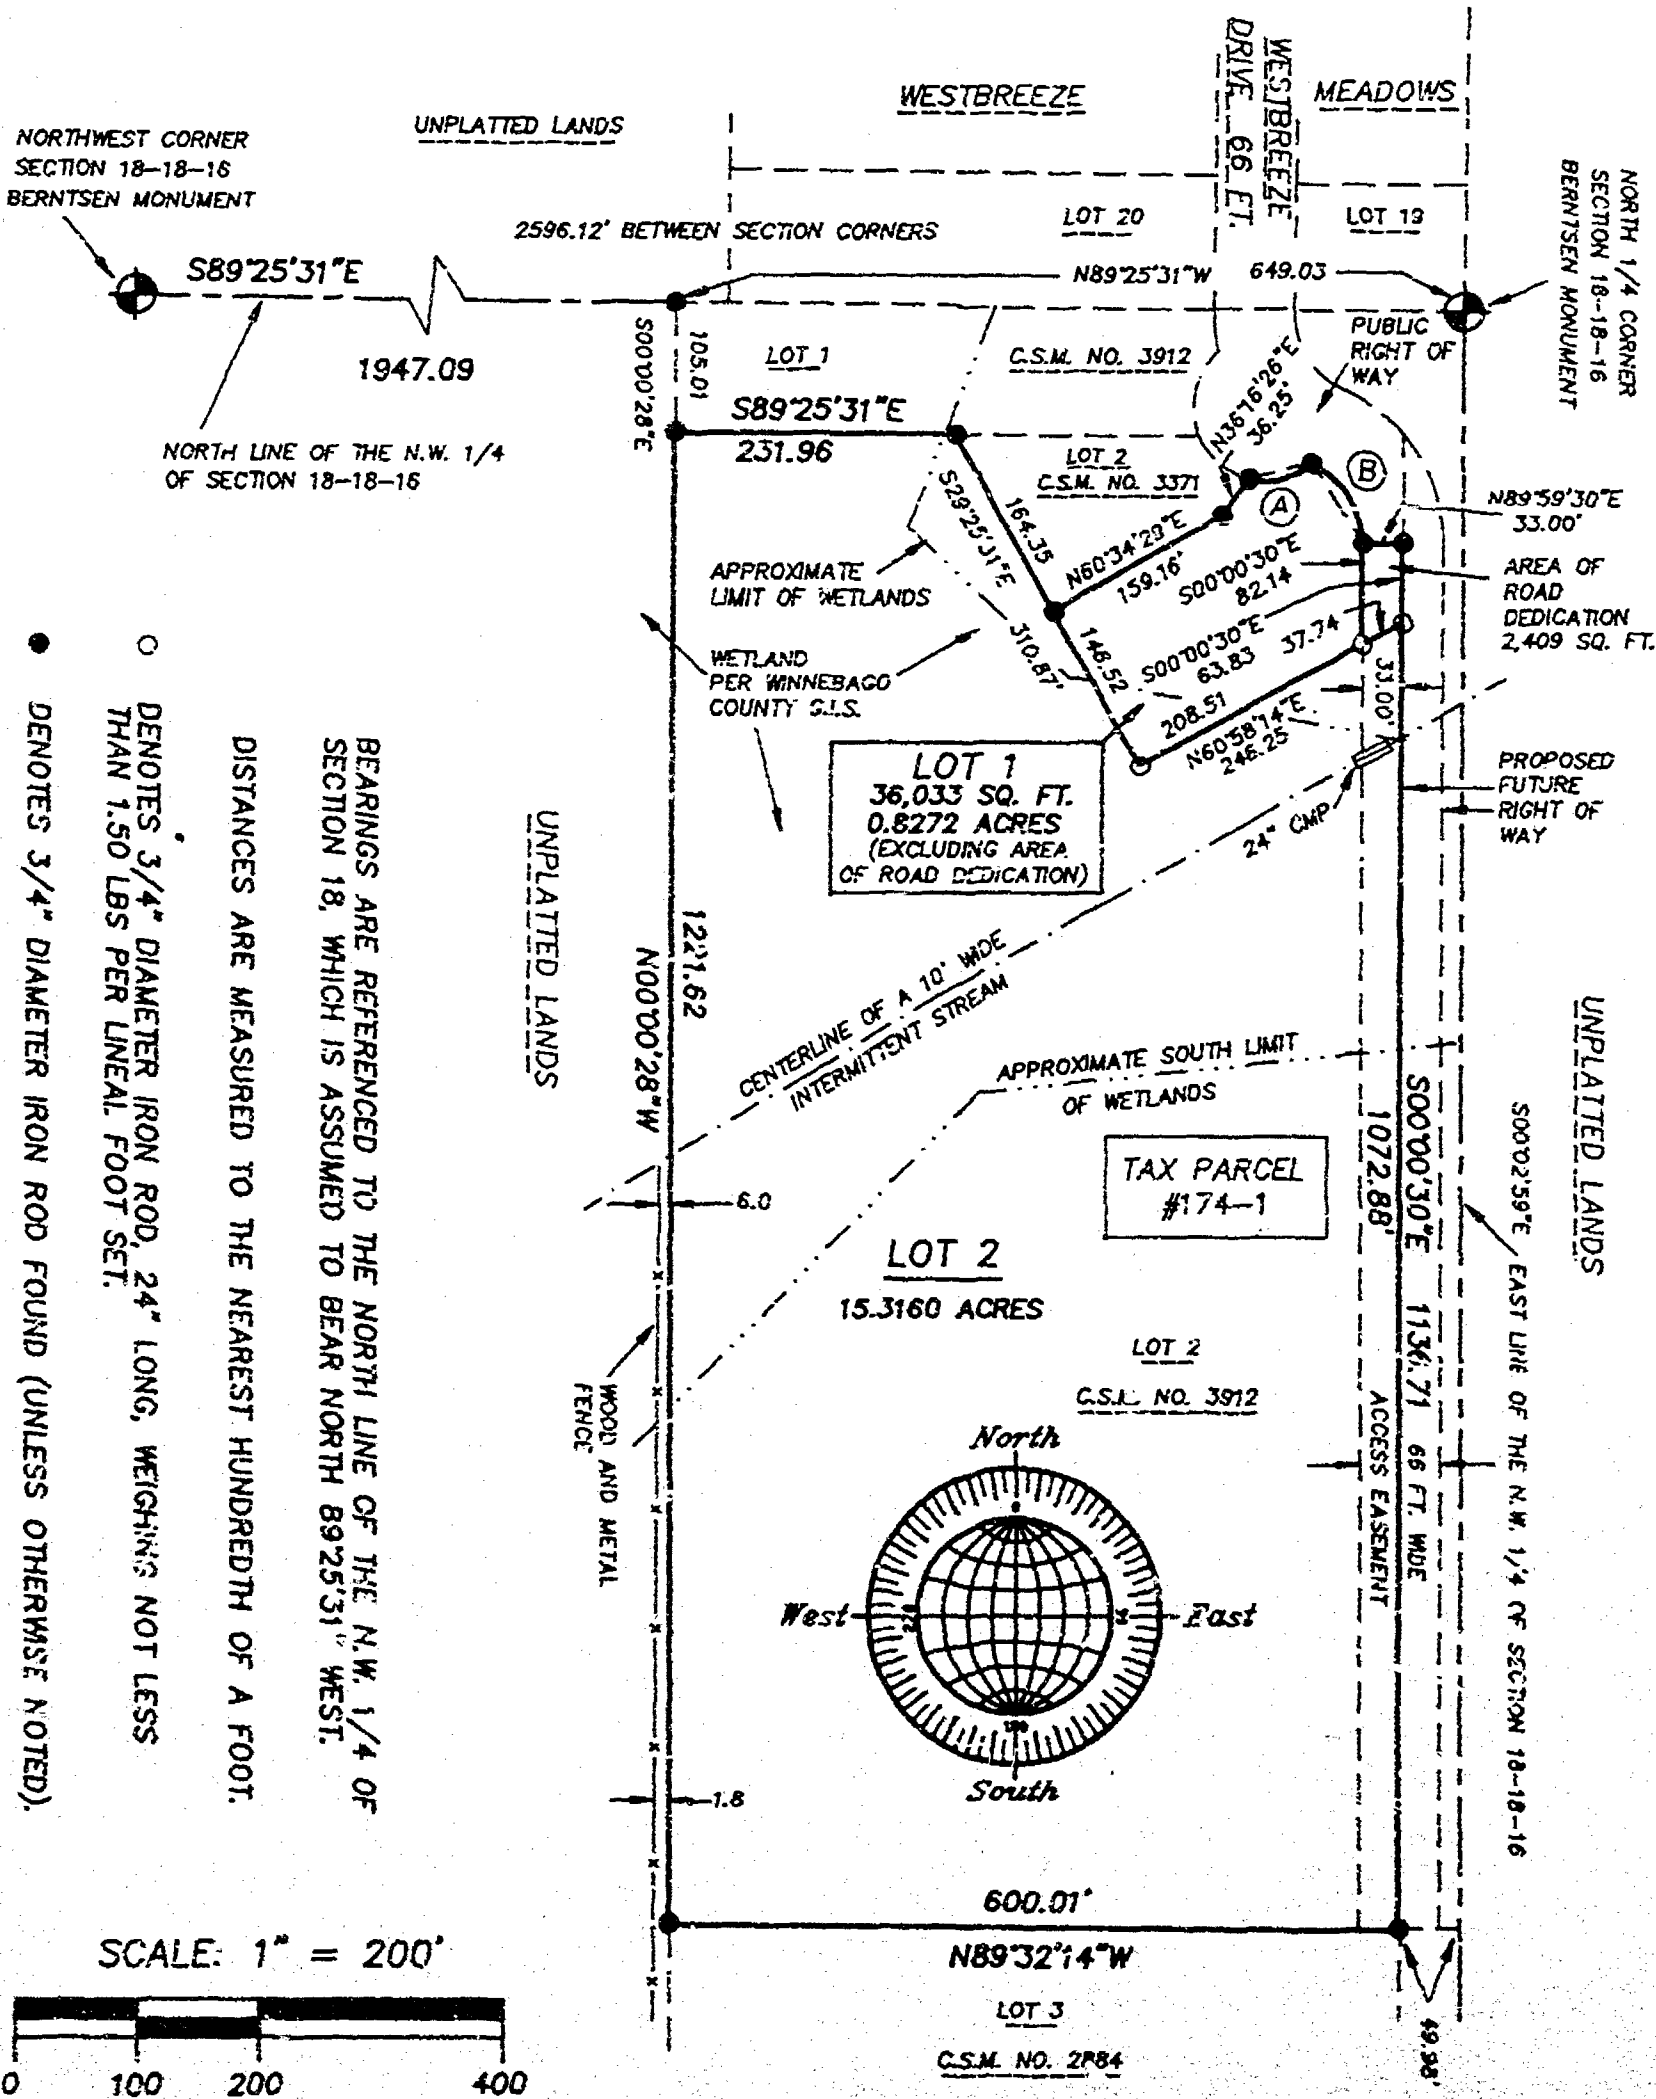 WESTBREEZE
DRIVE 66 FT.
WESTBREEZE
MEADOWS
UNPLATTED LANDS
NORTHWEST CORNER
SECTION 18-18-16
BERNTSEN MONUMENT
NORTH 1/4 CORNER
SECTION 18-18-16
BERNTSEN MONUMENT
LOT 20
LOT 19
2596.12' BETWEEN SECTION CORNERS
S89°25'31"E
N89°25'31"W 649.03
1947.09
105.01
S00°00'28"E
LOT 1
C.S.M. NO. 3912
PUBLIC
RIGHT OF
WAY
N36°16'26"E
36.25'
NORTH LINE OF THE N.W. 1/4
OF SECTION 18-18-16
S89°25'31"E
231.96
LOT 2
C.S.M. NO. 3371
A
B
N89°59'30"E
33.00'
164.35
S29°25'31"E
310.87'
146.52
N60°34'29"E
159.16'
S00°00'30"E
82.14
S00°00'30"E
63.83
37.74
33.00'
208.51
N60°58'14"E
246.25
APPROXIMATE
LIMIT OF WETLANDS
AREA OF
ROAD
DEDICATION
2,409 SQ. FT.
WETLAND
PER WINNEBAGO
COUNTY G.I.S.
LOT 1
36,033 SQ. FT.
0.8272 ACRES
(EXCLUDING AREA
OF ROAD DEDICATION)
24" CMP
PROPOSED
FUTURE
RIGHT OF
WAY
UNPLATTED LANDS
1221.62
N00°00'28"W
CENTERLINE OF A 10' WIDE
INTERMITTENT STREAM
APPROXIMATE SOUTH LIMIT
OF WETLANDS
TAX PARCEL
#174-1
S00°00'30"E 1136.71 66 FT. WIDE
1072.88' ACCESS EASEMENT
UNPLATTED LANDS
S00°02'59"E, EAST LINE OF THE N.W. 1/4 OF SECTION 18-18-16
6.0
LOT 2
15.3160 ACRES
LOT 2
C.S.M. NO. 3912
WOOD AND METAL
FENCE
North
West
East
South
0
180
1.8
600.01'
N89°32'14"W
49.98'
LOT 3
BEARINGS ARE REFERENCED TO THE NORTH LINE OF THE N.W. 1/4 OF
SECTION 18, WHICH IS ASSUMED TO BEAR NORTH 89°25'31" WEST.
DISTANCES ARE MEASURED TO THE NEAREST HUNDREDTH OF A FOOT.
DENOTES 3/4" DIAMETER IRON ROD, 24" LONG, WEIGHING NOT LESS
THAN 1.50 LBS PER LINEAL FOOT SET.
DENOTES 3/4" DIAMETER IRON ROD FOUND (UNLESS OTHERWISE NOTED).
SCALE: 1" = 200'
0 100 200 400
C.S.M. NO.